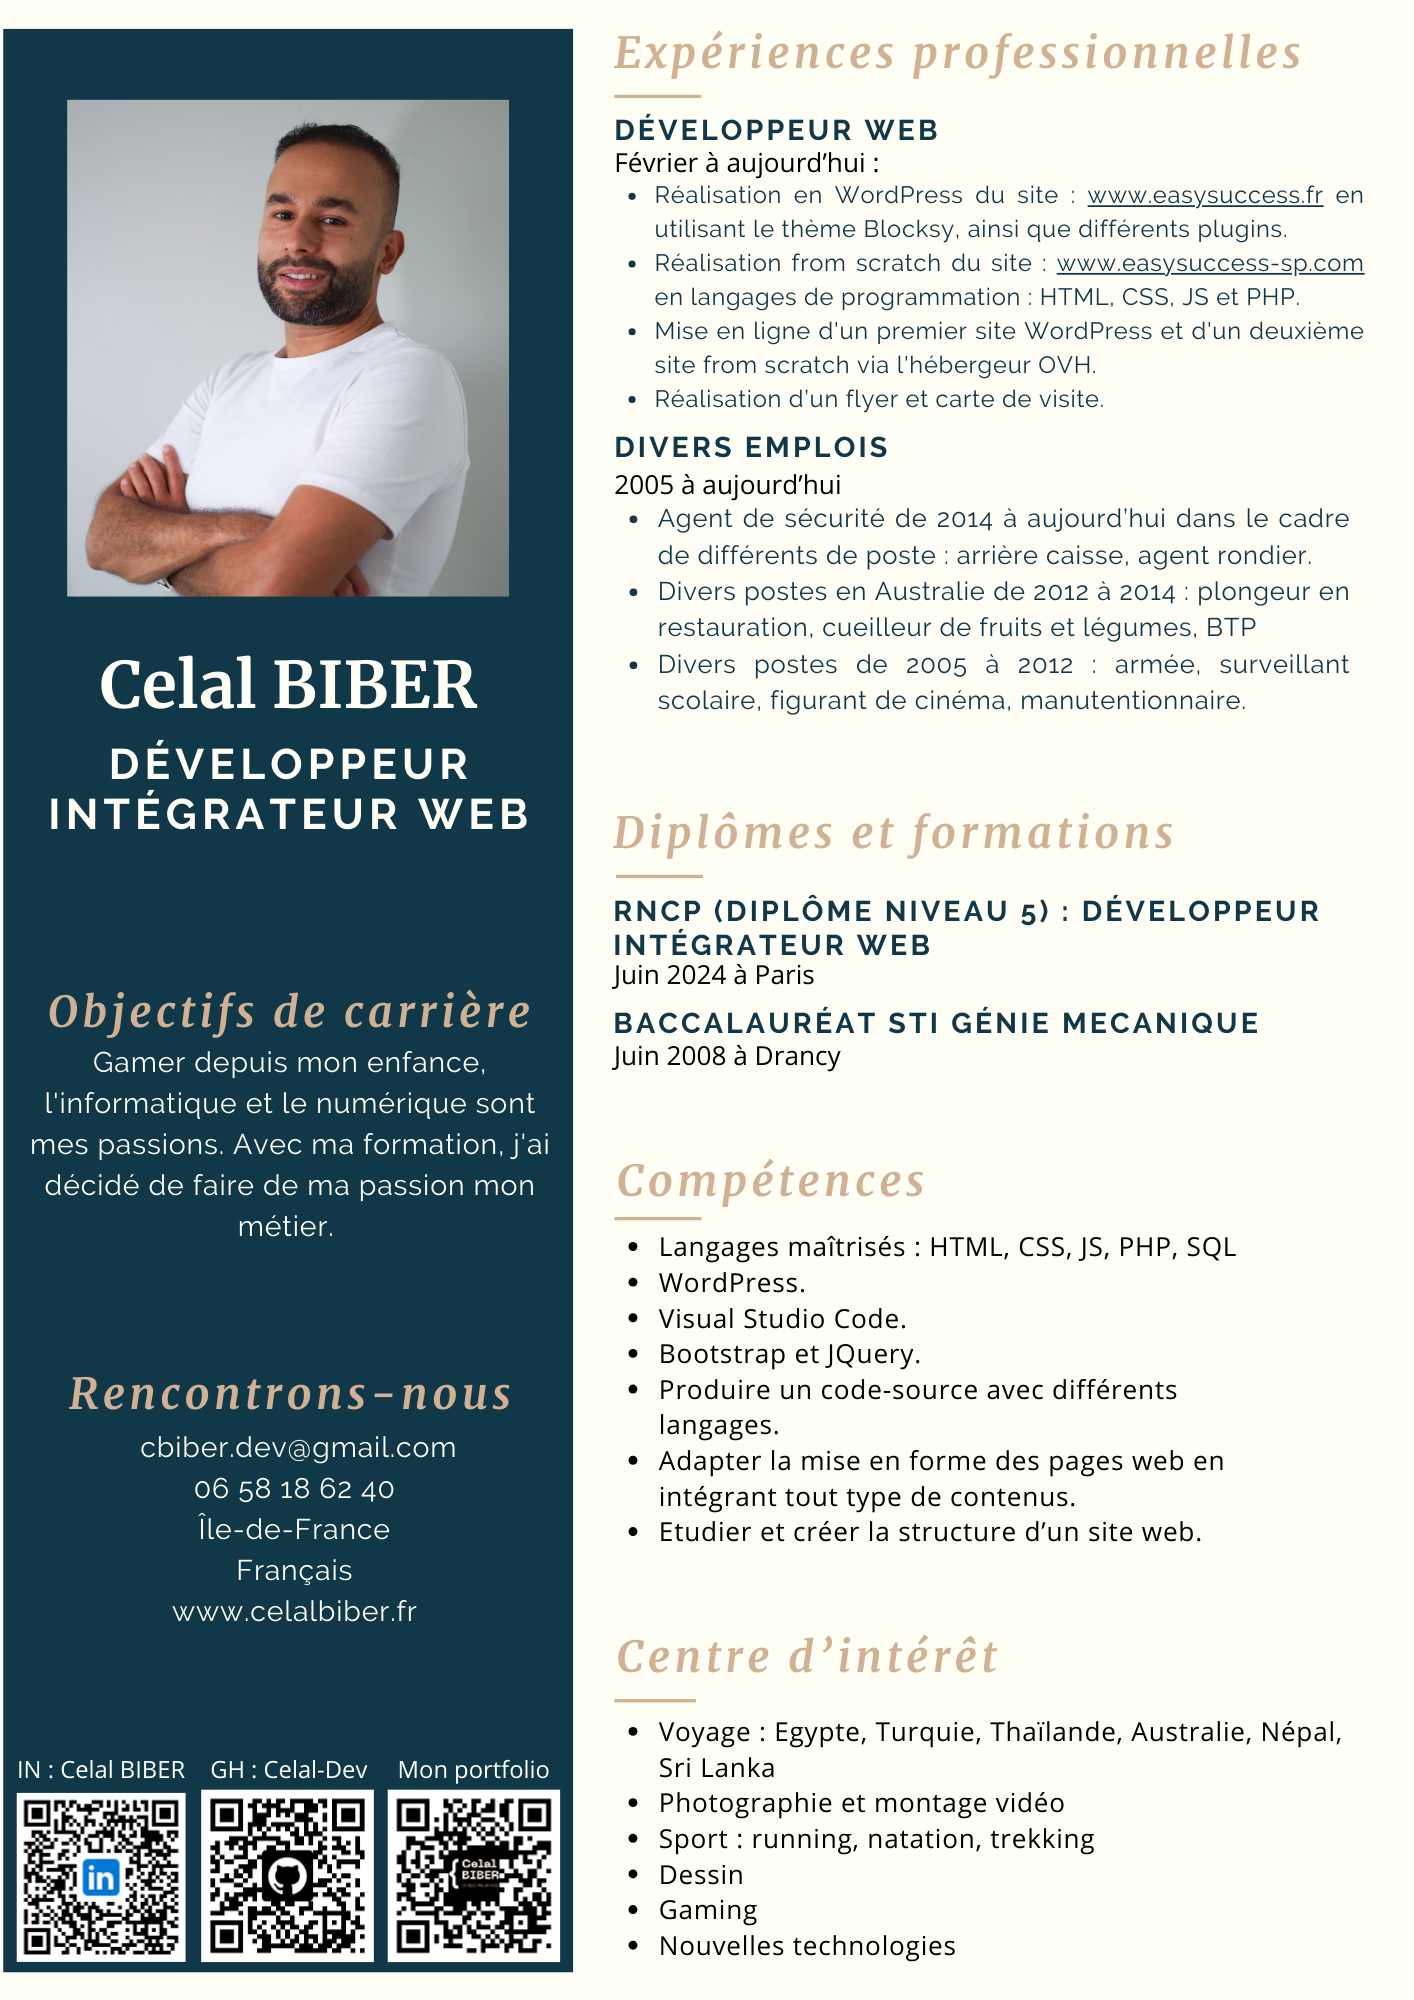 Celal BIBER
DÉVELOPPEUR
INTÉGRATEUR WEB
Objectifs de carrière
Gamer depuis mon enfance,
l'informatique et le numérique sont
mes passions. Avec ma formation, j'ai
décidé de faire de ma passion mon
métier.
Rencontrons-nous
cbiber.dev@gmail.com
06 58 18 62 40
Île-de-France
Français
www.celalbiber.fr
IN : Celal BIBER
GH : Celal-Dev
Mon portfolio
in
Celal
BIBER
Expériences professionnelles
DÉVELOPPEUR WEB
Février à aujourd’hui :
• Réalisation en WordPress du site : www.easysuccess.fr en
utilisant le thème Blocksy, ainsi que différents plugins.
• Réalisation from scratch du site : www.easysuccess-sp.com
en langages de programmation : HTML, CSS, JS et PHP.
• Mise en ligne d'un premier site WordPress et d'un deuxième
site from scratch via l'hébergeur OVH.
• Réalisation d’un flyer et carte de visite.
DIVERS EMPLOIS
2005 à aujourd’hui
• Agent de sécurité de 2014 à aujourd’hui dans le cadre
de différents de poste : arrière caisse, agent rondier.
• Divers postes en Australie de 2012 à 2014 : plongeur en
restauration, cueilleur de fruits et légumes, BTP
• Divers postes de 2005 à 2012 : armée, surveillant
scolaire, figurant de cinéma, manutentionnaire.
Diplômes et formations
RNCP (DIPLÔME NIVEAU 5) : DÉVELOPPEUR
INTÉGRATEUR WEB
Juin 2024 à Paris
BACCALAURÉAT STI GÉNIE MECANIQUE
Juin 2008 à Drancy
Compétences
• Langages maîtrisés : HTML, CSS, JS, PHP, SQL
• WordPress.
• Visual Studio Code.
• Bootstrap et JQuery.
• Produire un code-source avec différents
langages.
• Adapter la mise en forme des pages web en
intégrant tout type de contenus.
• Etudier et créer la structure d’un site web.
Centre d’intérêt
• Voyage : Egypte, Turquie, Thaïlande, Australie, Népal,
Sri Lanka
• Photographie et montage vidéo
• Sport : running, natation, trekking
• Dessin
• Gaming
• Nouvelles technologies